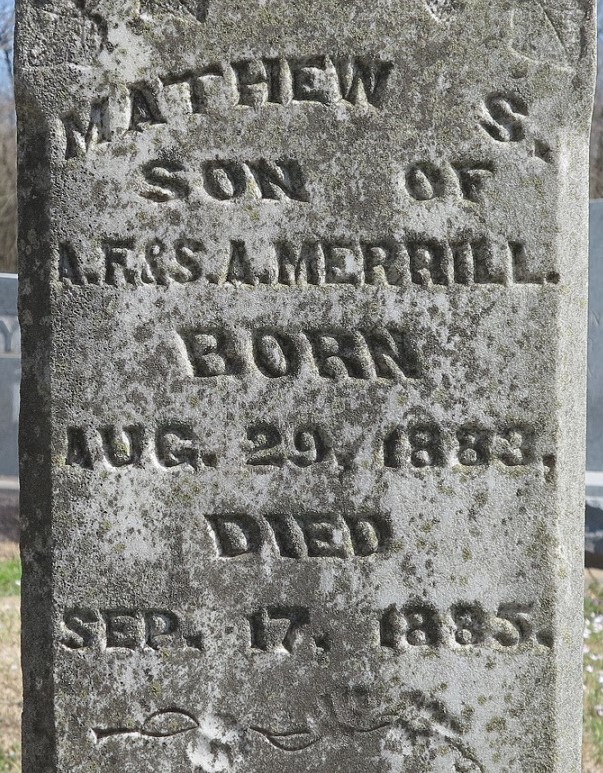 MATHEW S.
SON OF
A.F.&S.A.MERRILL.
BORN
AUG. 29, 1883,
DIED
SEP. 17, 1885.